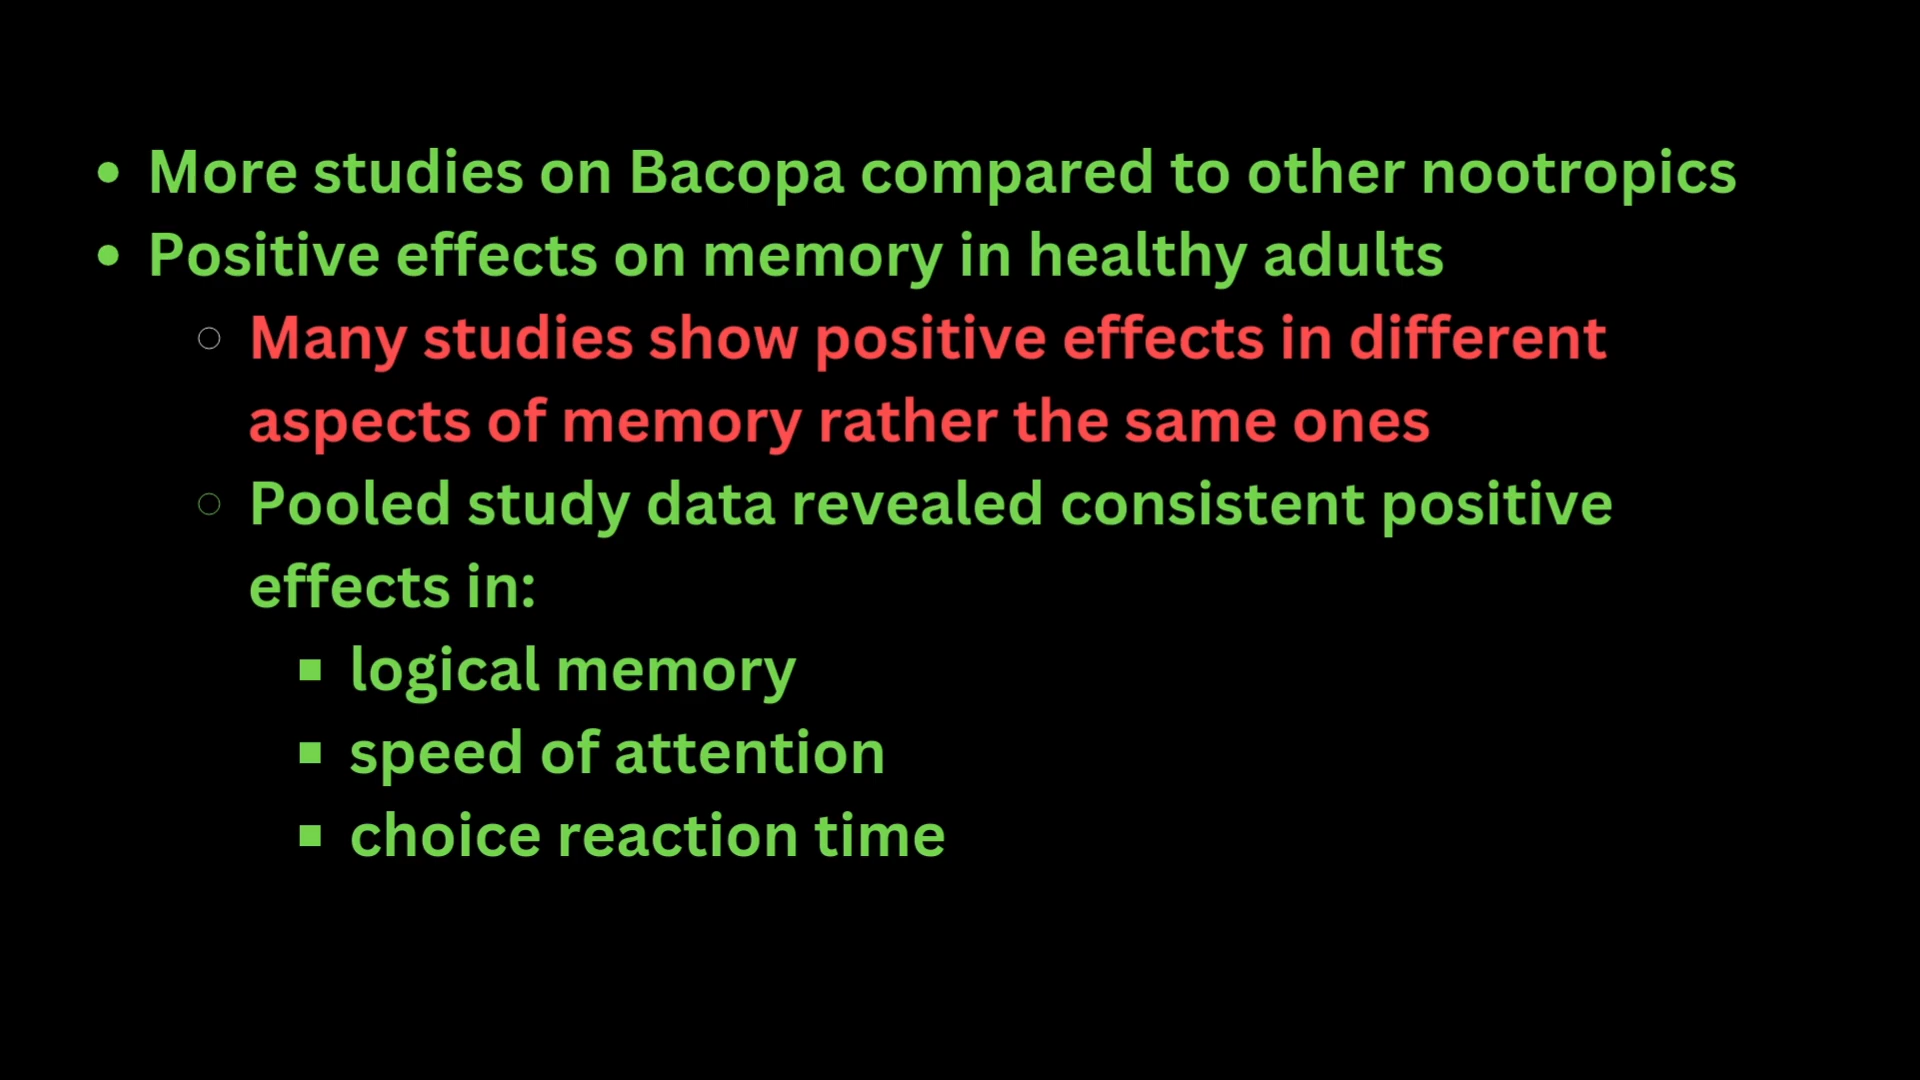 More studies on Bacopa compared to other nootropics
Positive effects on memory in healthy adults
Many studies show positive effects in different
aspects of memory rather the same ones
Pooled study data revealed consistent positive
effects in:
logical memory
speed of attention
choice reaction time